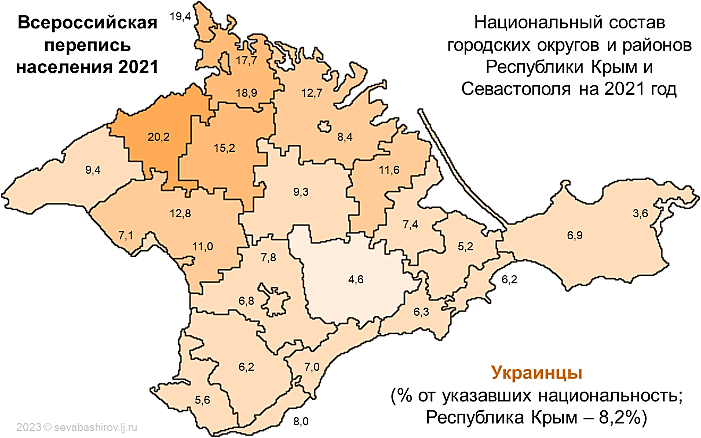 Всероссийская
перепись
населения 2021
Национальный состав
городских округов и районов
Республики Крым и
Севастополя на 2021 год
19,4
17,7
18,9
12,7
20,2
15,2
8,4
9,4
11,6
9,3
12,8
7,1
11,0
7,4
5,2
3,6
6,9
7,8
4,6
6,2
6,8
6,3
6,2
7,0
5,6
8,0
Украинцы
(% от указавших национальность;
Республика Крым – 8,2%)
2023 © sevabashirov.lj.ru